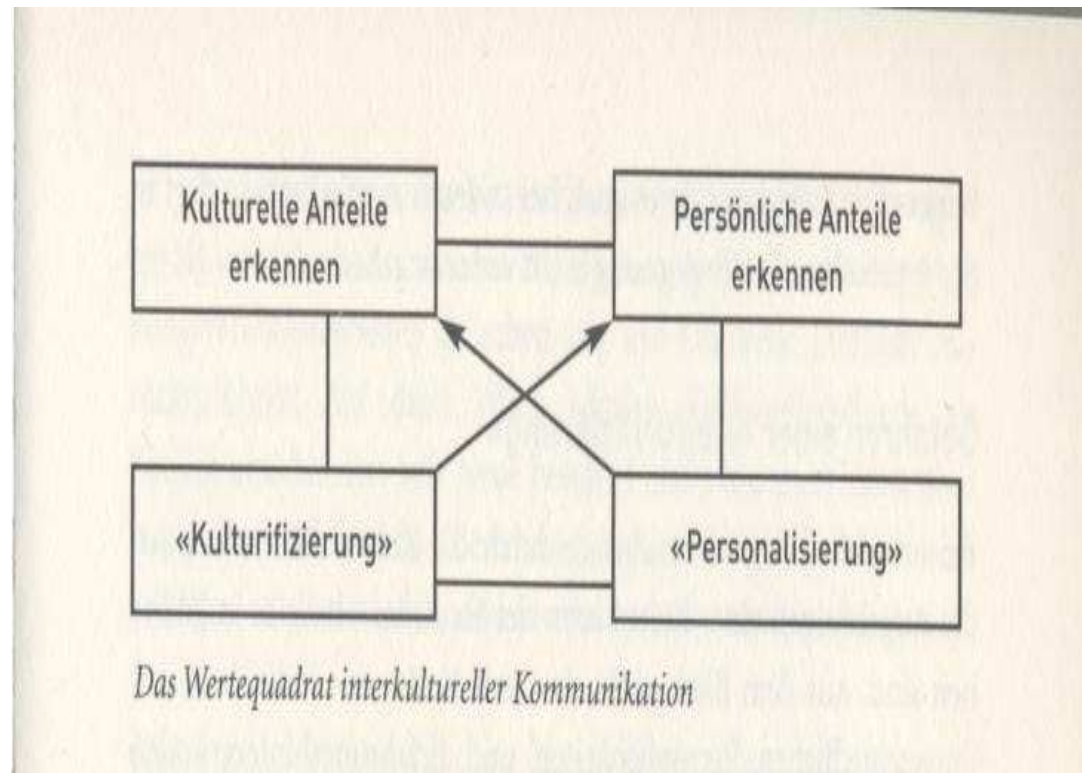 Kulturelle Anteile
erkennen
Persönliche Anteile
erkennen
«Kulturifizierung»
«Personalisierung»
Das Wertequadrat interkultureller Kommunikation